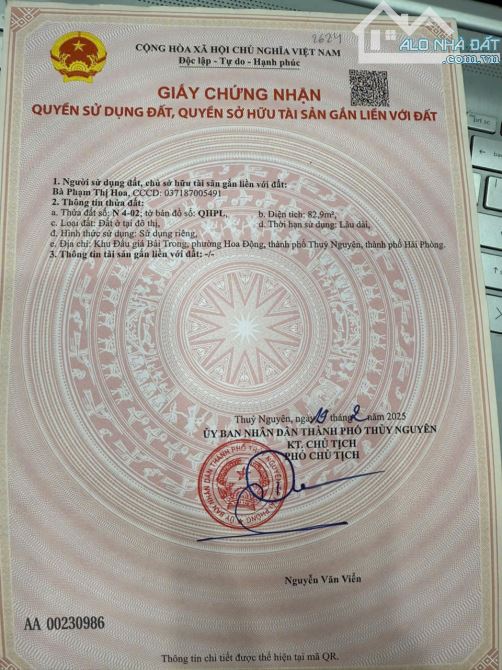 2624
ALO NHÀ ĐẤT
.com.vn
CỘNG HÒA XÃ HỘI CHỦ NGHĨA VIỆT NAM
Độc lập - Tự do - Hạnh phúc
GIẤY CHỨNG NHẬN
QUYỀN SỬ DỤNG ĐẤT, QUYỀN SỞ HỮU TÀI SẢN GẮN LIỀN VỚI ĐẤT
1. Người sử dụng đất, chủ sở hữu tài sản gắn liền với đất:
Bà Phạm Thị Hoa, CCCD: 037187005491
2. Thông tin thửa đất:
a. Thửa đất số: N 4-02; tờ bản đồ số: QHPL, b. Diện tích: 82,9m²,
c. Loại đất: Đất ở tại đô thị, d. Thời hạn sử dụng: Lâu dài,
đ. Hình thức sử dụng: Sử dụng riêng,
e. Địa chỉ: Khu Đấu giá Bãi Trong, phường Hoa Động, thành phố Thuỷ Nguyên, thành phố Hải Phòng.
3. Thông tin tài sản gắn liền với đất: -/-
Thuỷ Nguyên, ngày 19 tháng 2 năm 2025
ỦY BAN NHÂN DÂN THÀNH PHỐ THỦY NGUYÊN
KT. CHỦ TỊCH
PHÓ CHỦ TỊCH
Nguyễn Văn Viển
AA 00230986
Thông tin chi tiết được thể hiện tại mã QR.